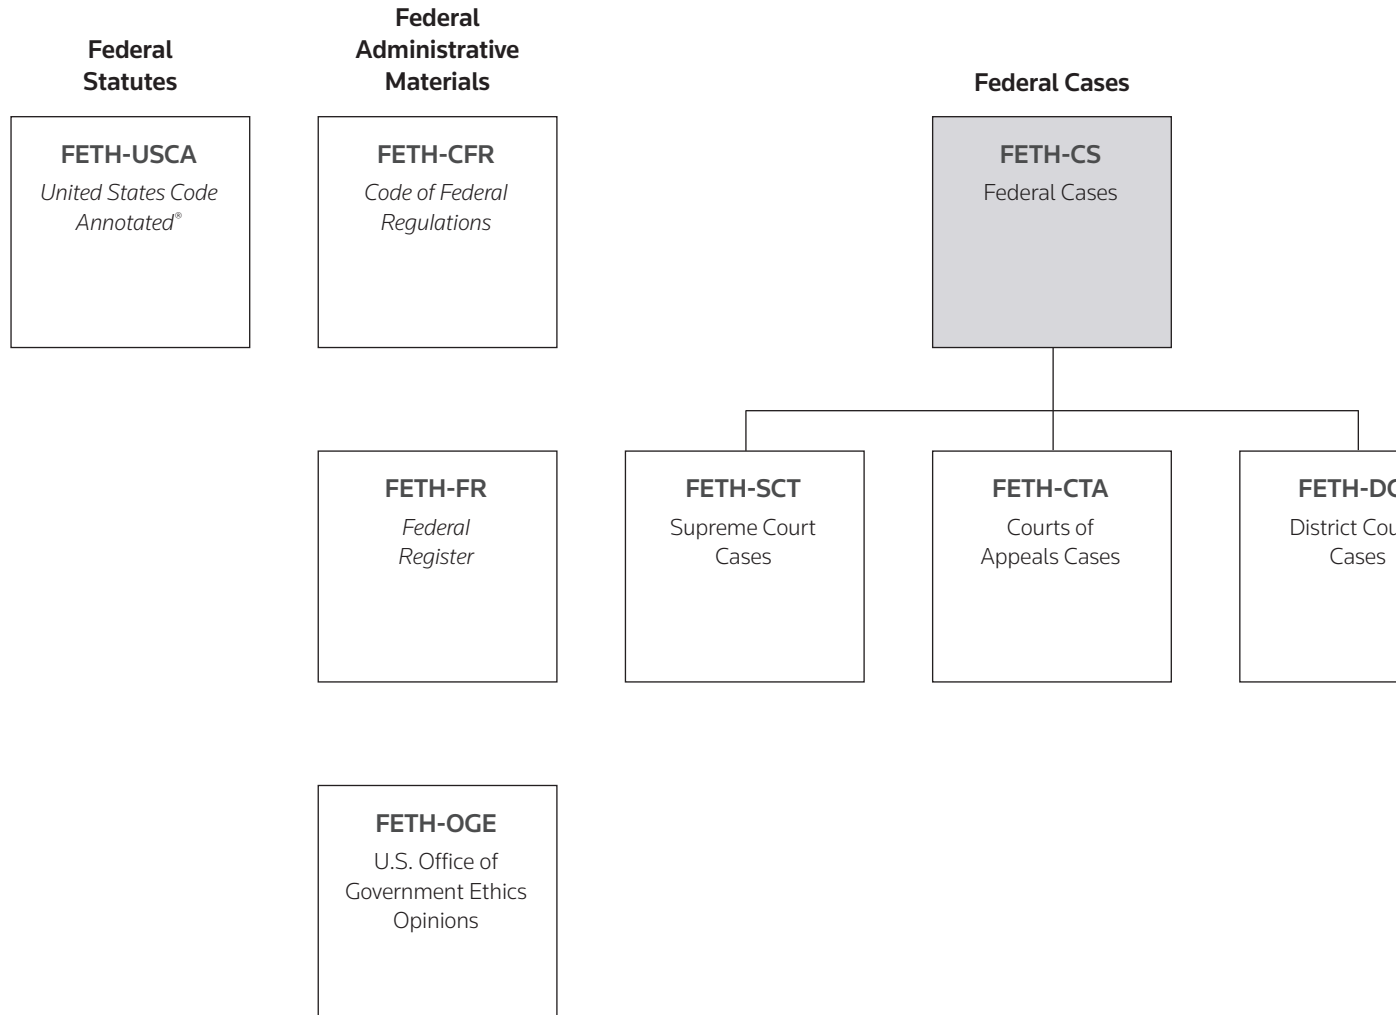 Federal
Statutes
Federal
Administrative
Materials
Federal Cases
FETH-USCA
United States Code
Annotated®
FETH-CFR
Code of Federal
Regulations
FETH-CS
Federal Cases
FETH-FR
Federal
Register
FETH-SCT
Supreme Court
Cases
FETH-CTA
Courts of
Appeals Cases
District
Cases
FETH-OGE
U.S. Office of
Government Ethics
Opinions